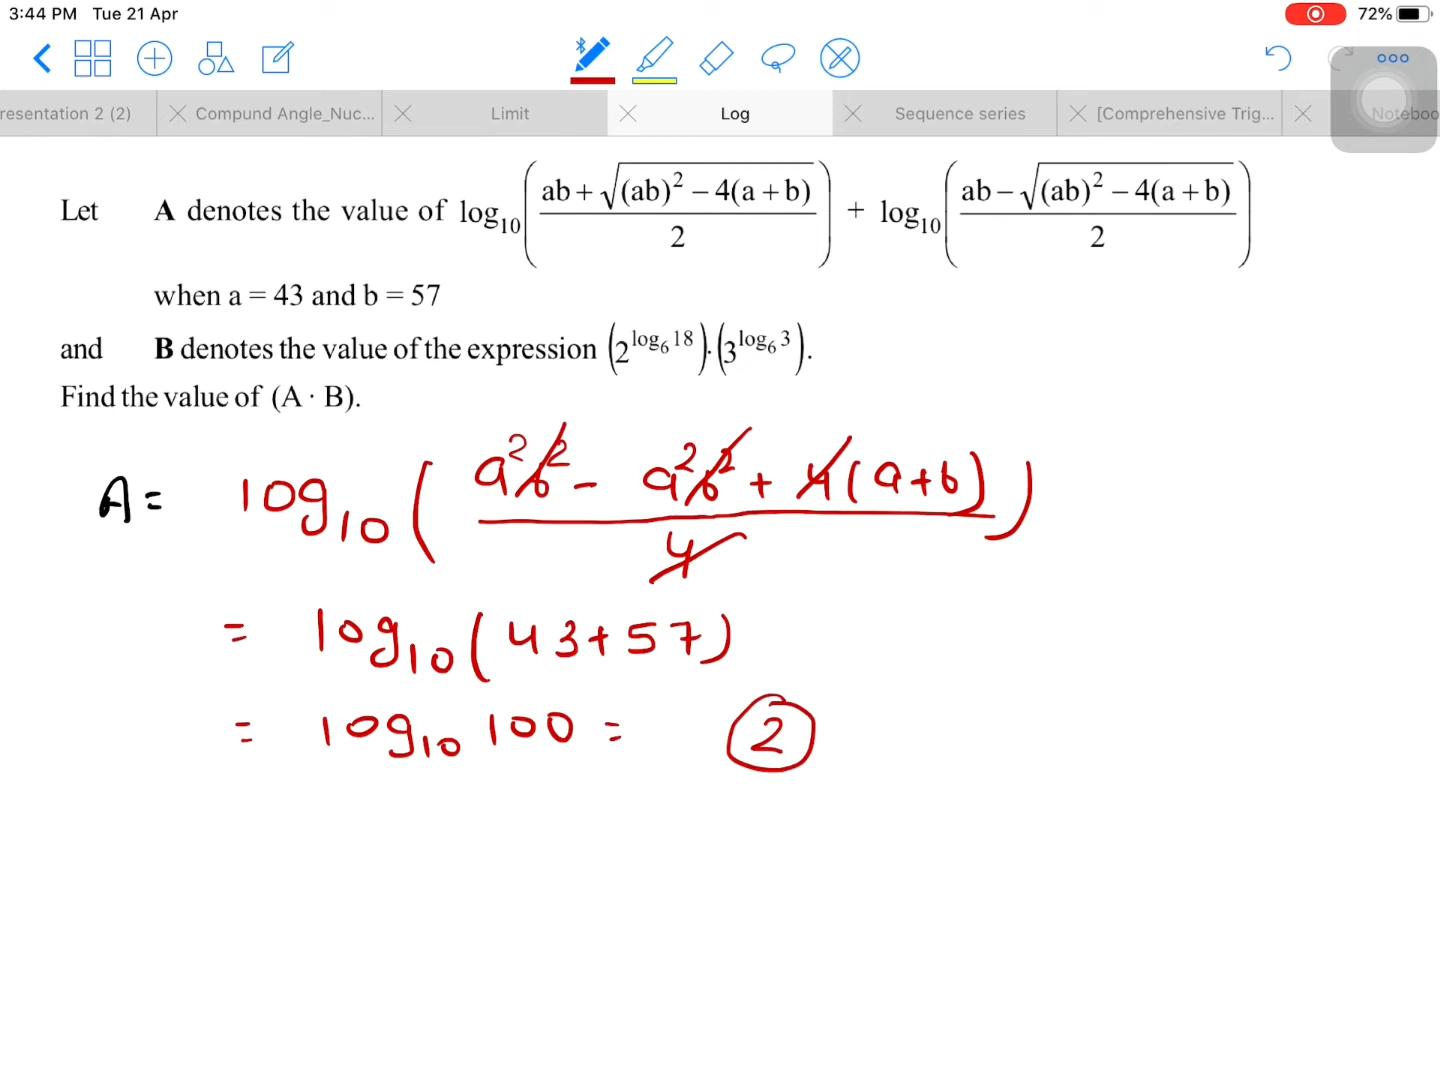 3:44 PM Tue 21 Apr 72%
resentation 2 (2) Compund Angle_Nuc... Limit Log Sequence series [Comprehensive Trig... Noteboo
Let A denotes the value of log₁₀((ab+√((ab)² − 4(a+b)))/2) + log₁₀((ab−√((ab)² − 4(a+b)))/2)
when a = 43 and b = 57
and B denotes the value of the expression (2^(log₆ 18)).(3^(log₆ 3)).
Find the value of (A · B).
A = log₁₀((a²b² − a²b² + 4(a+b))/4)
= log₁₀(43+57)
= log₁₀ 100 = 2